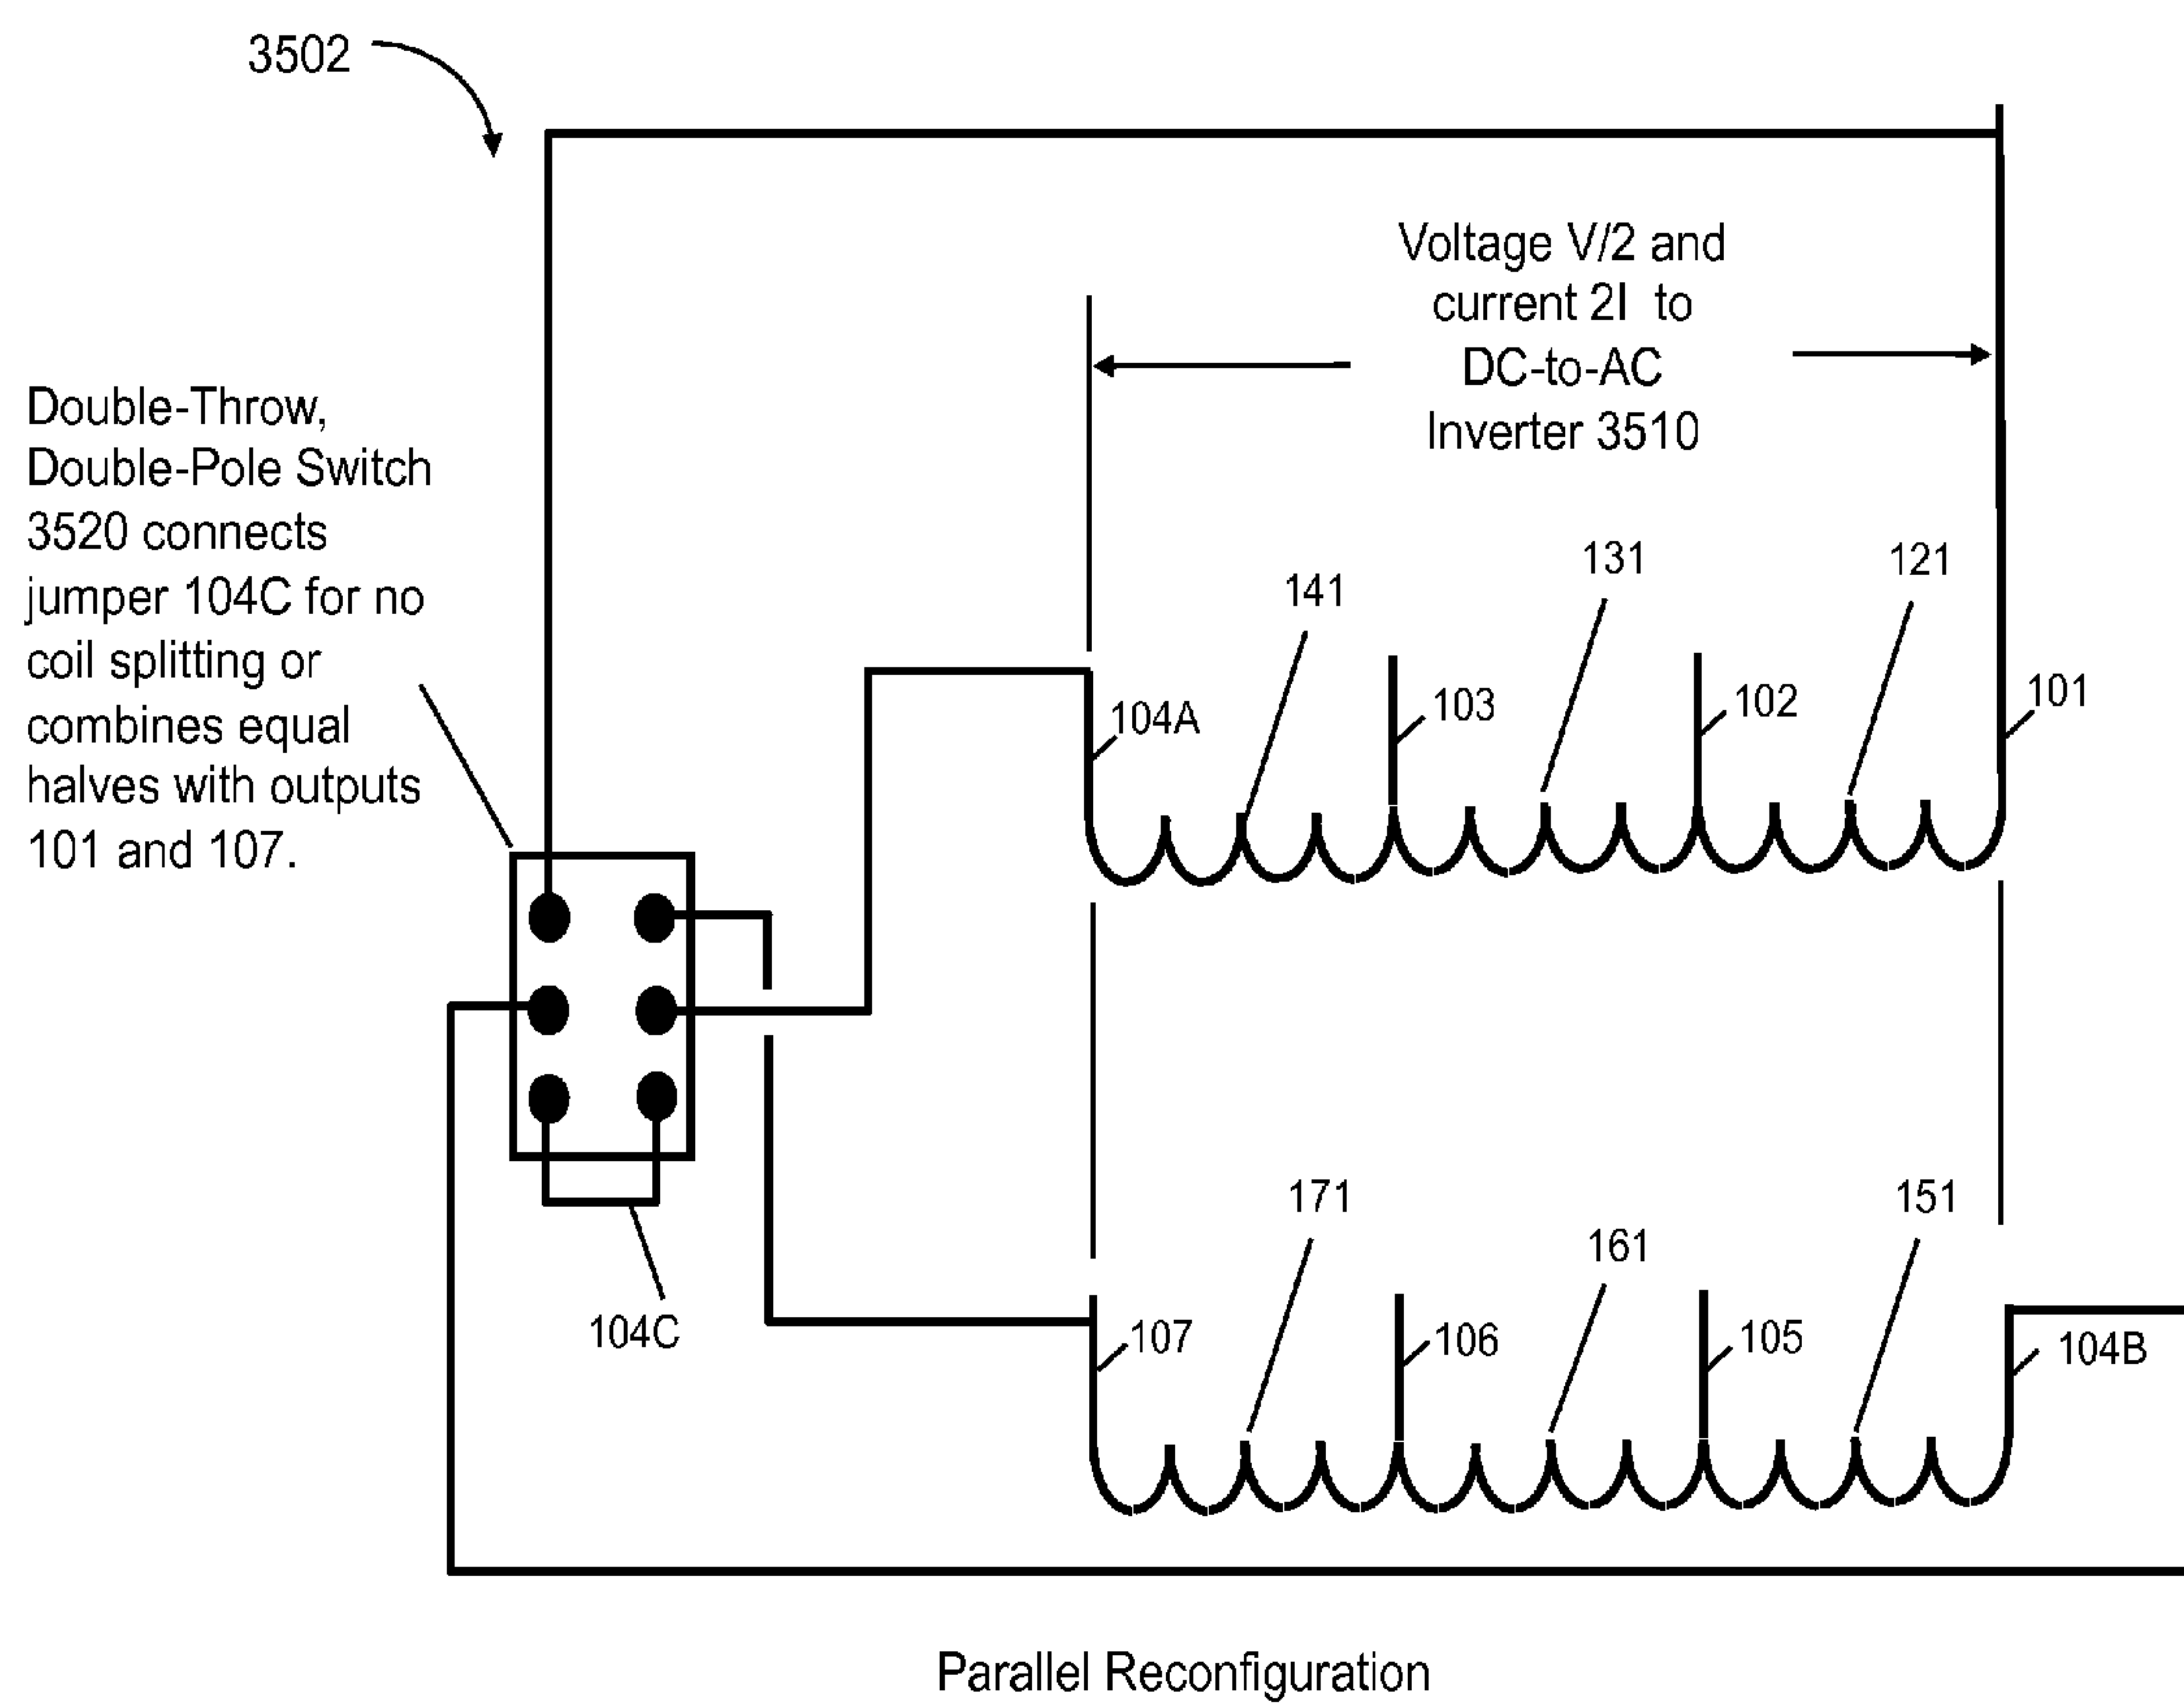 3502
Voltage V/2 and
current 2I to
DC-to-AC
Inverter 3510
Double-Throw,
Double-Pole Switch
3520 connects
jumper 104C for no
coil splitting or
combines equal
halves with outputs
101 and 107.
141
131
121
104A
103
102
101
171
161
151
104C
107
106
105
104B
Parallel Reconfiguration